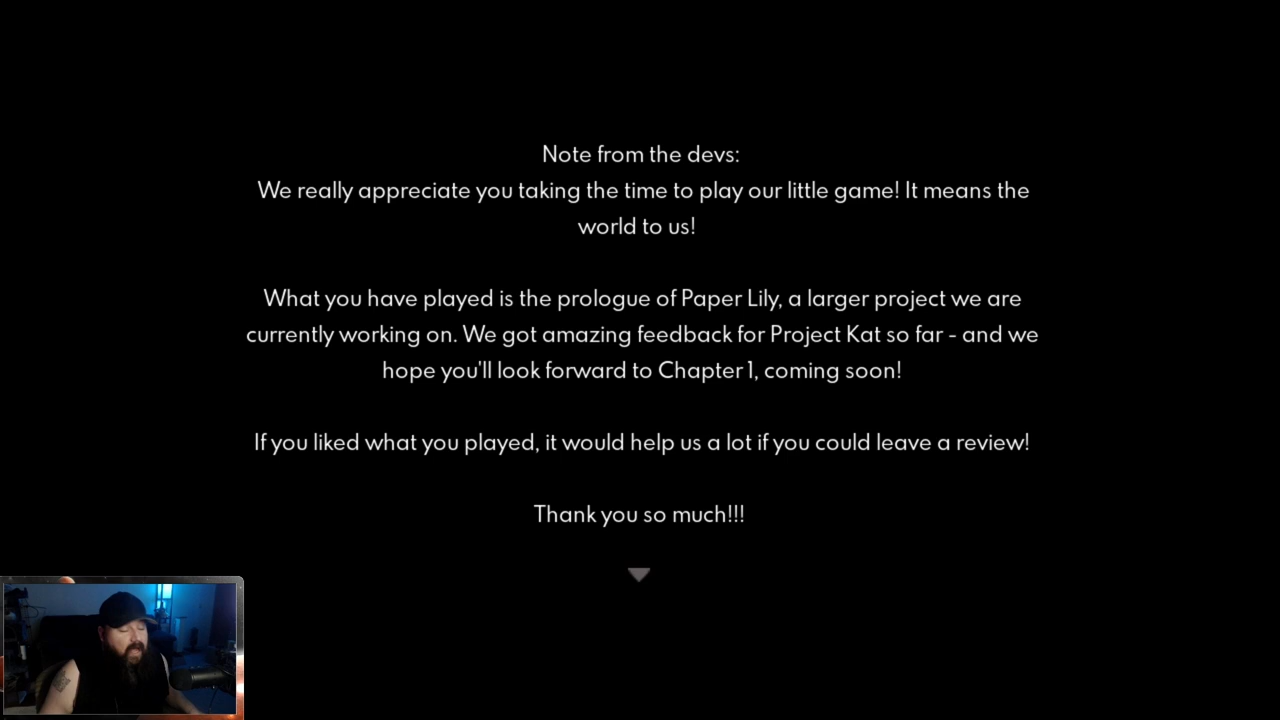 Note from the devs:
We really appreciate you taking the time to play our little game! It means the
world to us!
What you have played is the prologue of Paper Lily, a larger project we are
currently working on. We got amazing feedback for Project Kat so far - and we
hope you'll look forward to Chapter 1, coming soon!
If you liked what you played, it would help us a lot if you could leave a review!
Thank you so much!!!